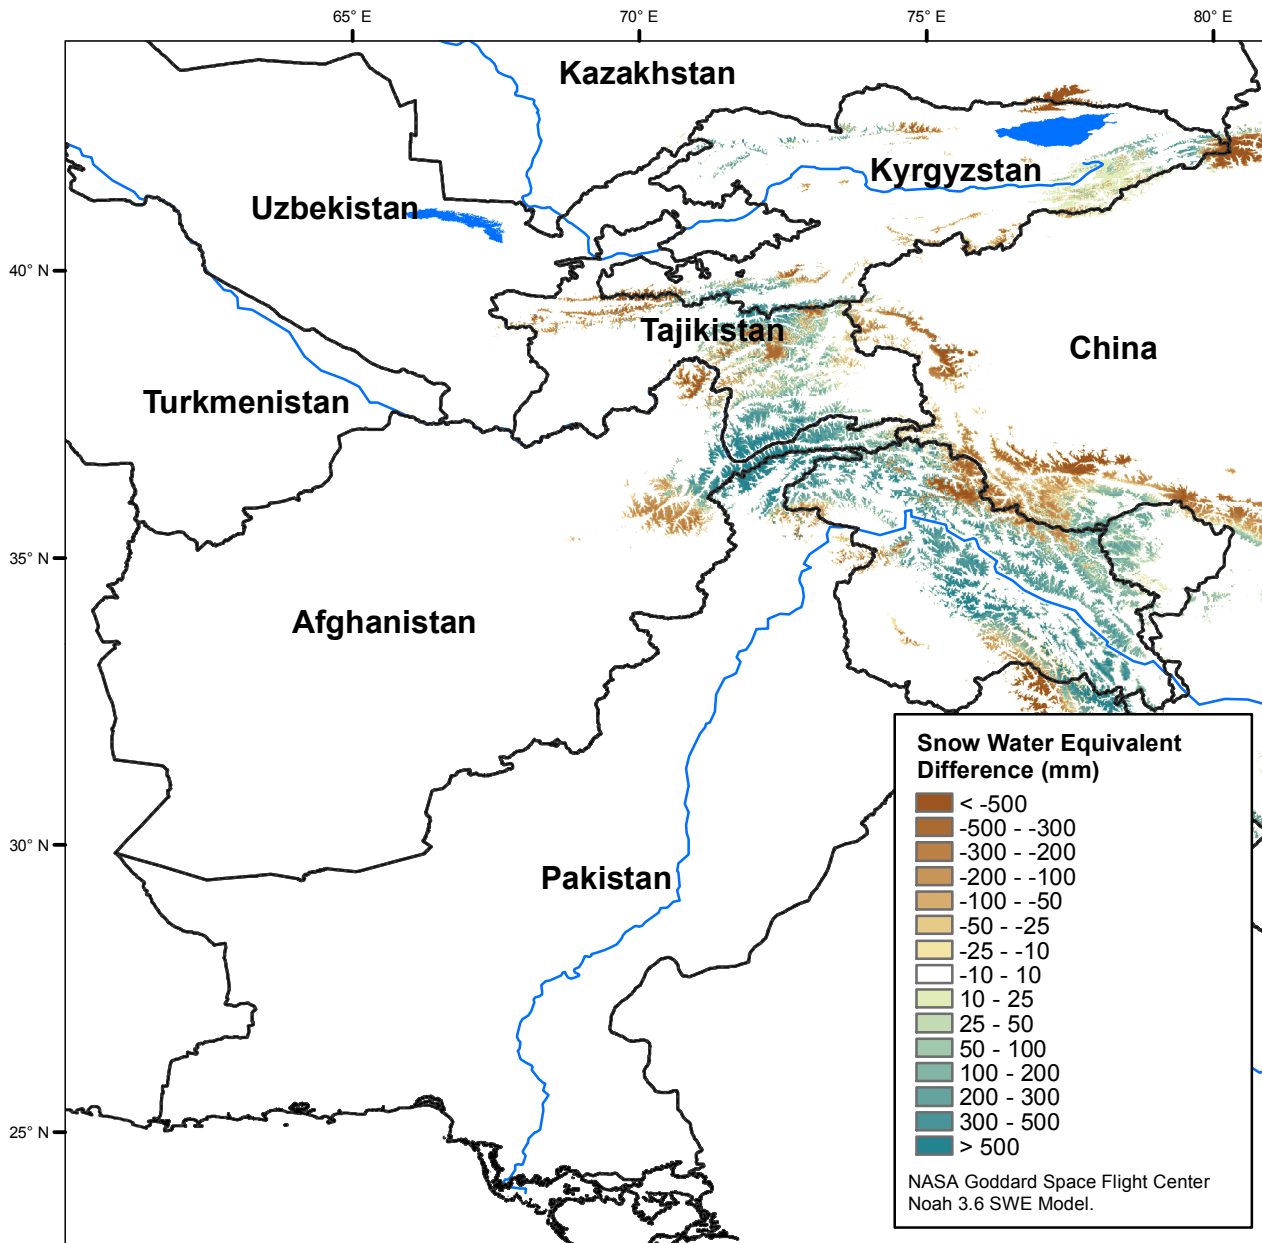 65° E
70° E
75° E
80° E
Kazakhstan
Kyrgyzstan
Uzbekistan
40° N
Tajikistan
China
Turkmenistan
35° N
Afghanistan
30° N
Pakistan
25° N
Snow Water Equivalent
Difference (mm)
< -500
-500 - -300
-300 - -200
-200 - -100
-100 - -50
-50 - -25
-25 - -10
-10 - 10
10 - 25
25 - 50
50 - 100
100 - 200
200 - 300
300 - 500
> 500
NASA Goddard Space Flight Center
Noah 3.6 SWE Model.